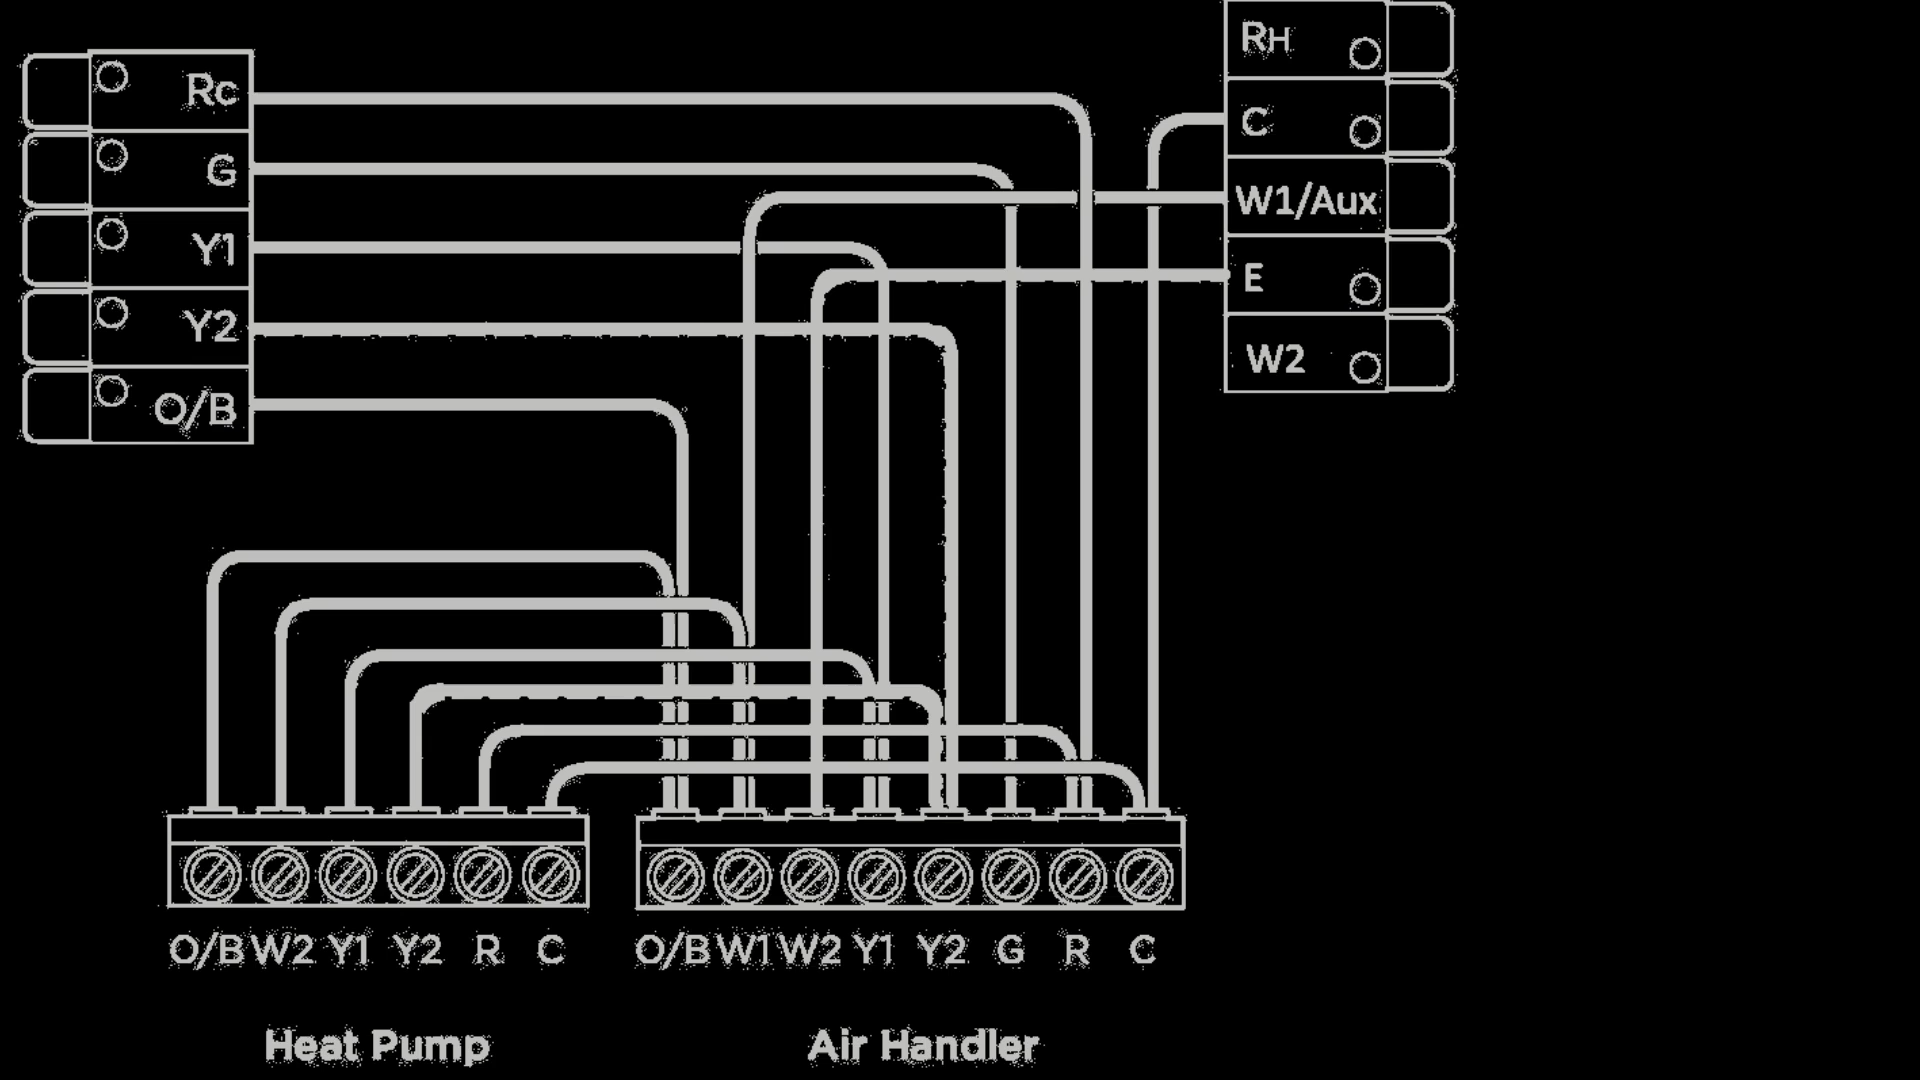 Rc
G
Y1
Y2
O/B
RH
C
W1/Aux
E
W2
O/B W2 Y1 Y2 R C
O/B W1 W2 Y1 Y2 G R C
Heat Pump
Air Handler